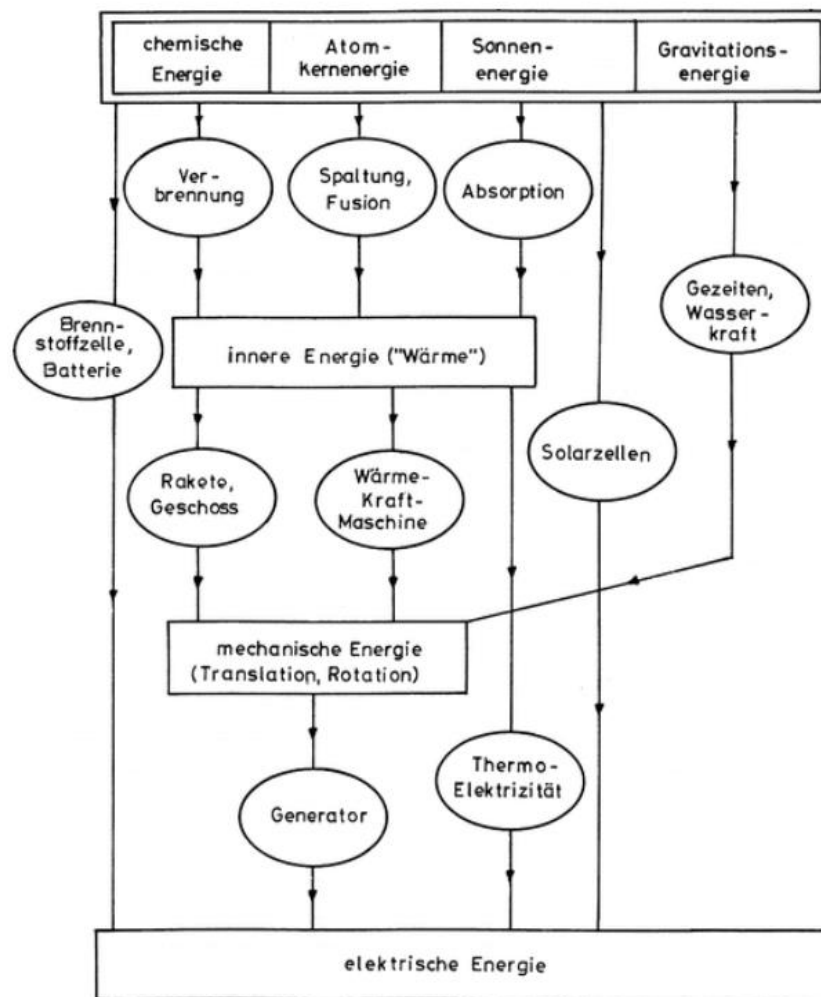 chemische
Energie
Atom-
kernenergie
Sonnen-
energie
Gravitations-
energie
Ver-
brennung
Spaltung,
Fusion
Absorption
Gezeiten,
Wasser-
kraft
Brenn-
stoffzelle,
Batterie
innere Energie ("Wärme")
Rakete,
Geschoss
Wärme-
Kraft-
Maschine
Solarzellen
mechanische Energie
(Translation, Rotation)
Generator
Thermo-
Elektrizität
elektrische Energie